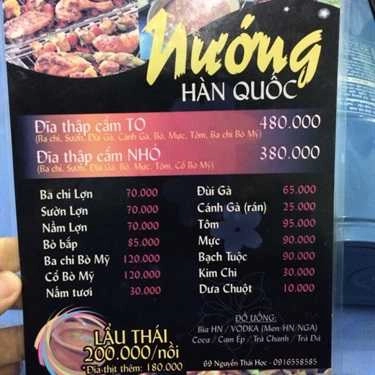 Nướng
HÀN QUỐC
Đĩa thập cẩm TO 480.000
(Ba chỉ, Sườn, Dĩa Gà, Cánh Gà, Bò, Mực, Tôm, Ba chỉ Bò Mỹ)
Đĩa thập cẩm NHỎ 380.000
(Ba chỉ, Sườn, Dĩa Gà, Bò, Mực, Tôm, Cổ Bò Mỹ)
Ba chỉ Lợn 70.000
Sườn Lợn 70.000
Nầm Lợn 70.000
Bò bắp 85.000
Ba chỉ Bò Mỹ 120.000
Cổ Bò Mỹ 120.000
Nấm tươi 30.000
Đùi Gà 65.000
Cánh Gà (rán) 25.000
Tôm 95.000
Mực 90.000
Bạch Tuộc 90.000
Kim Chi 30.000
Dưa Chuột 10.000
LẨU THÁI
200.000/nồi
*Đĩa thịt thêm: 180.000
ĐỒ UỐNG:
Bia HN / VODKA (Men-HN/NGA)
Coca / Cam Ép / Trà Chanh / Trà Đá
69 Nguyễn Thái Học - 0916558585